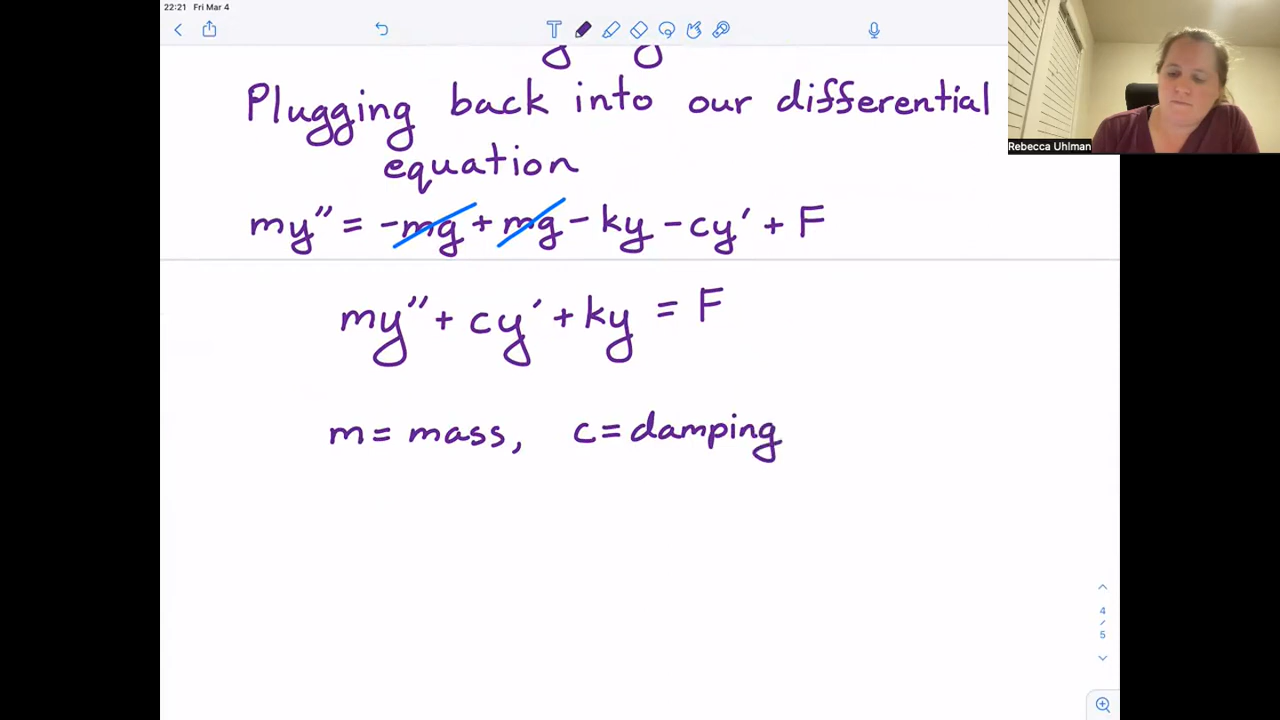 22:21 Fri Mar 4
Plugging back into our differential
equation
my'' = -mg + mg - ky - cy' + F
my'' + cy' + ky = F
m = mass, c = damping
Rebecca Uhlman
4
/
5